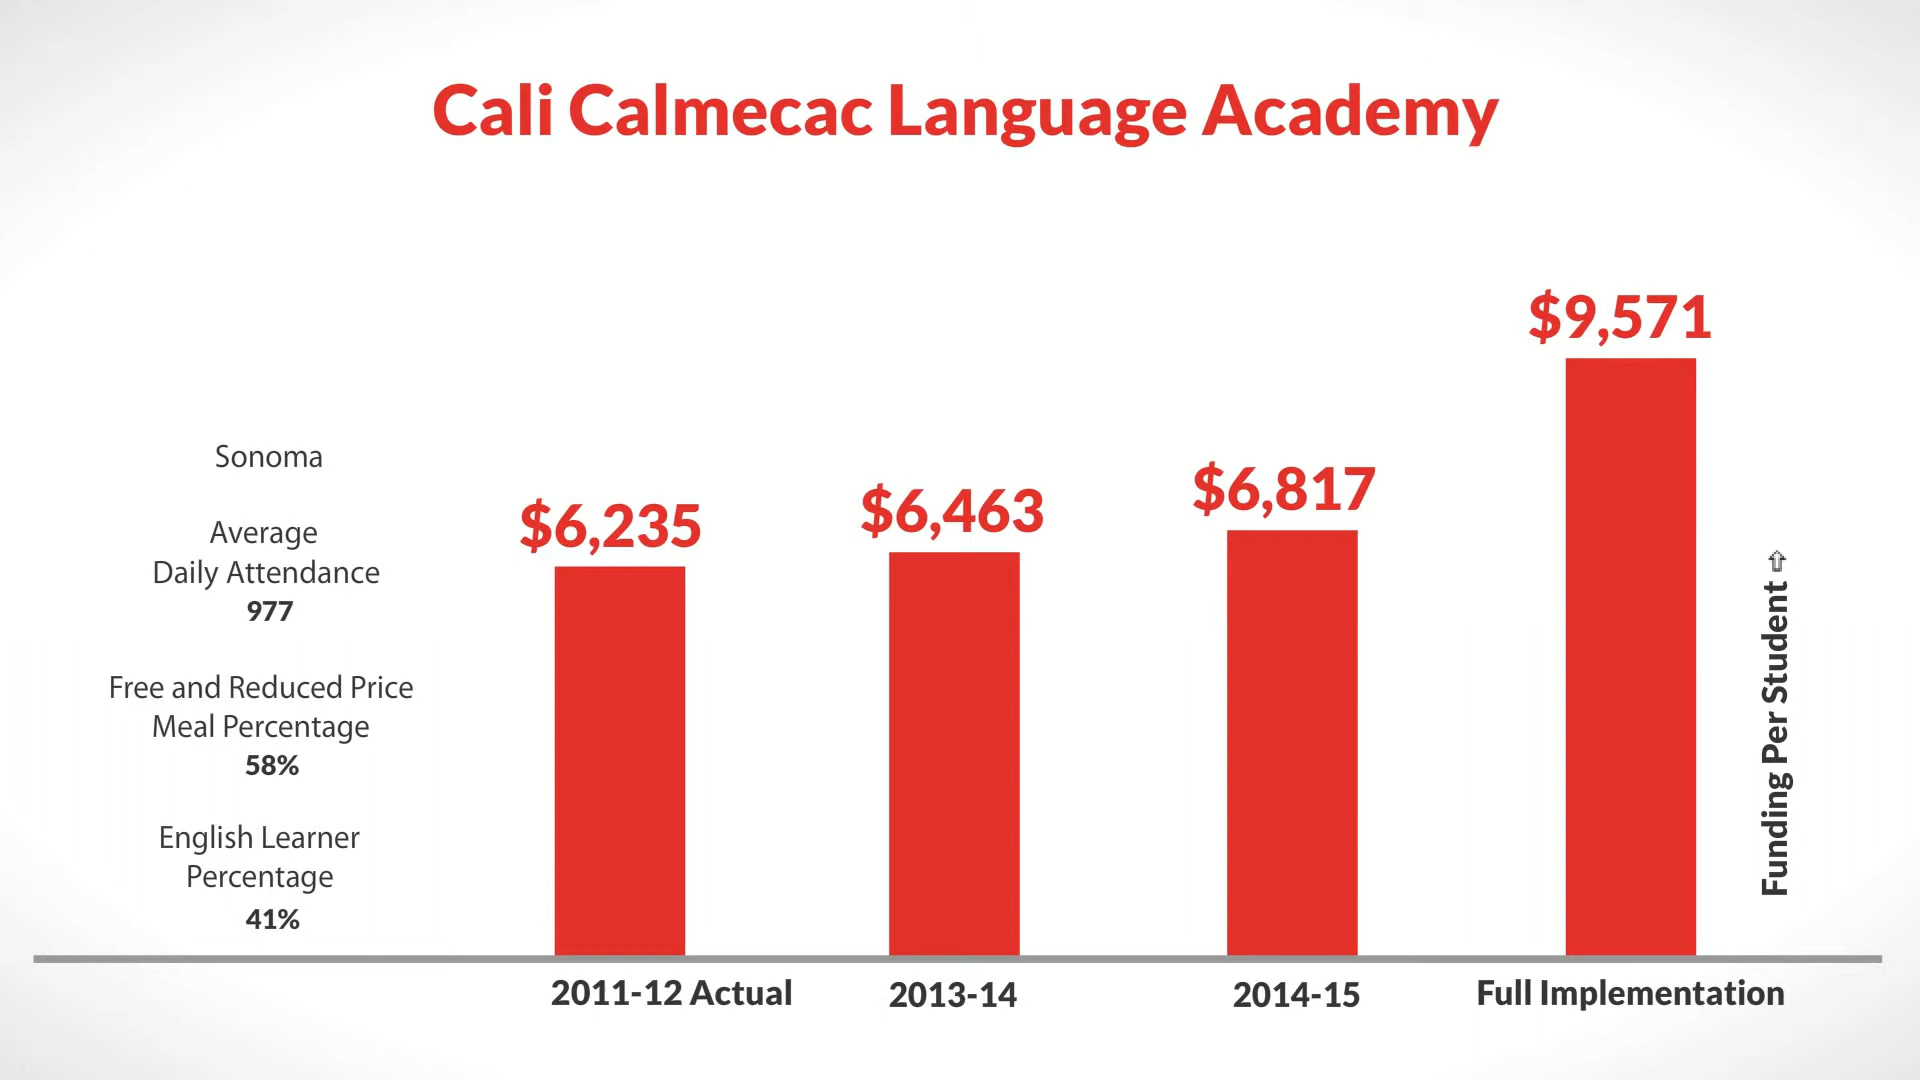 Cali Calmecac Language Academy
Sonoma
Average
Daily Attendance
977
Free and Reduced Price
Meal Percentage
58%
English Learner
Percentage
41%
$6,235
$6,463
$6,817
$9,571
Funding Per Student ⇧
2011-12 Actual
2013-14
2014-15
Full Implementation